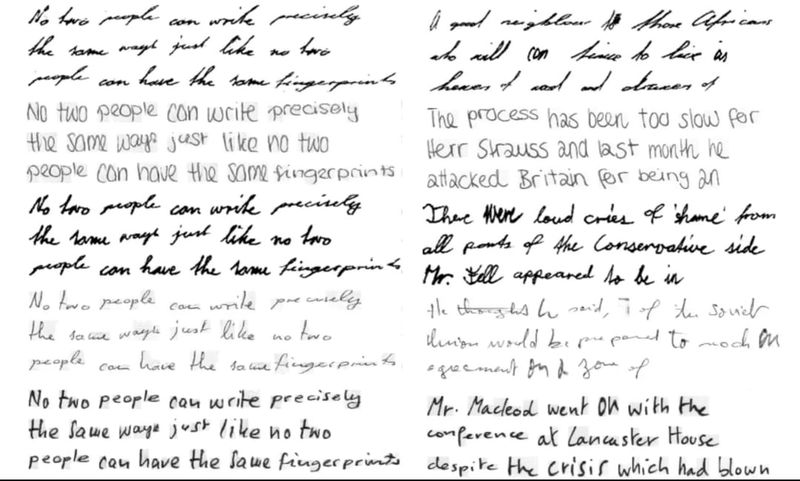 No two people can write precisely
the same ways just like no two
people can have the same fingerprints
No two people can write precisely
the same ways just like no two
people can have the same fingerprints
No two people can write precisely
the same ways just like no two
people can have the same fingerprints
No two people can write precisely
the same ways just like no two
people can have the same fingerprints
No two people can write precisely
the same ways just like no two
people can have the same fingerprints
A good neighbour those Africans
who will can to live as
of and of
The process has been too slow for
Herr Strauss and last month he
attacked Britain for being an
There were loud cries of 'shame' from
all parts of the Conservative side
Mr. Fell appeared to be in
He thoughts h said, of the soviet
Union would be prepared to reach an
agreement on a zone of
Mr. Macleod went on with the
conference at Lancaster House
despite the crisis which had blown